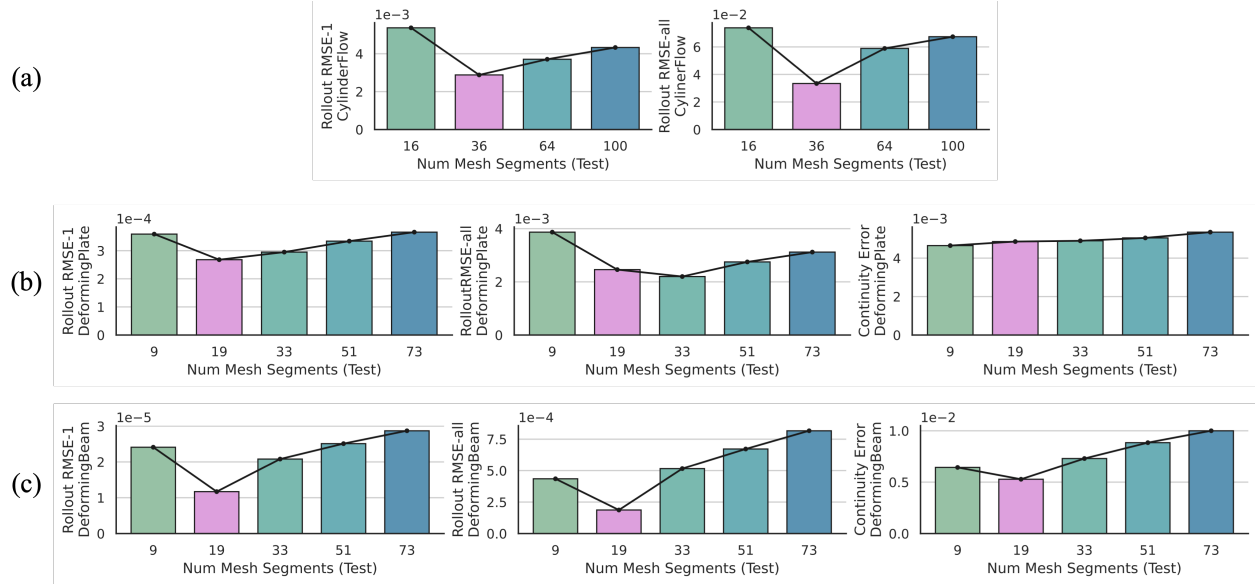 (a)
1e−3
Rollout RMSE-1
CylinderFlow
4
2
0
16 36 64 100
Num Mesh Segments (Test)
1e−2
Rollout RMSE-all
CylinerFlow
6
4
2
0
16 36 64 100
Num Mesh Segments (Test)
(b)
1e−4
Rollout RMSE-1
DeformingPlate
3
2
1
0
9 19 33 51 73
Num Mesh Segments (Test)
1e−3
RolloutRMSE-all
DeformingPlate
4
2
0
9 19 33 51 73
Num Mesh Segments (Test)
1e−3
Continuity Error
DeformingPlate
4
2
0
9 19 33 51 73
Num Mesh Segments (Test)
(c)
1e−5
Rollout RMSE-1
DeformingBeam
3
2
1
0
9 19 33 51 73
Num Mesh Segments (Test)
1e−4
Rollout RMSE-all
DeformingBeam
7.5
5.0
2.5
0.0
9 19 33 51 73
Num Mesh Segments (Test)
1e−2
Continuity Error
DeformingBeam
1.0
0.5
0.0
9 19 33 51 73
Num Mesh Segments (Test)